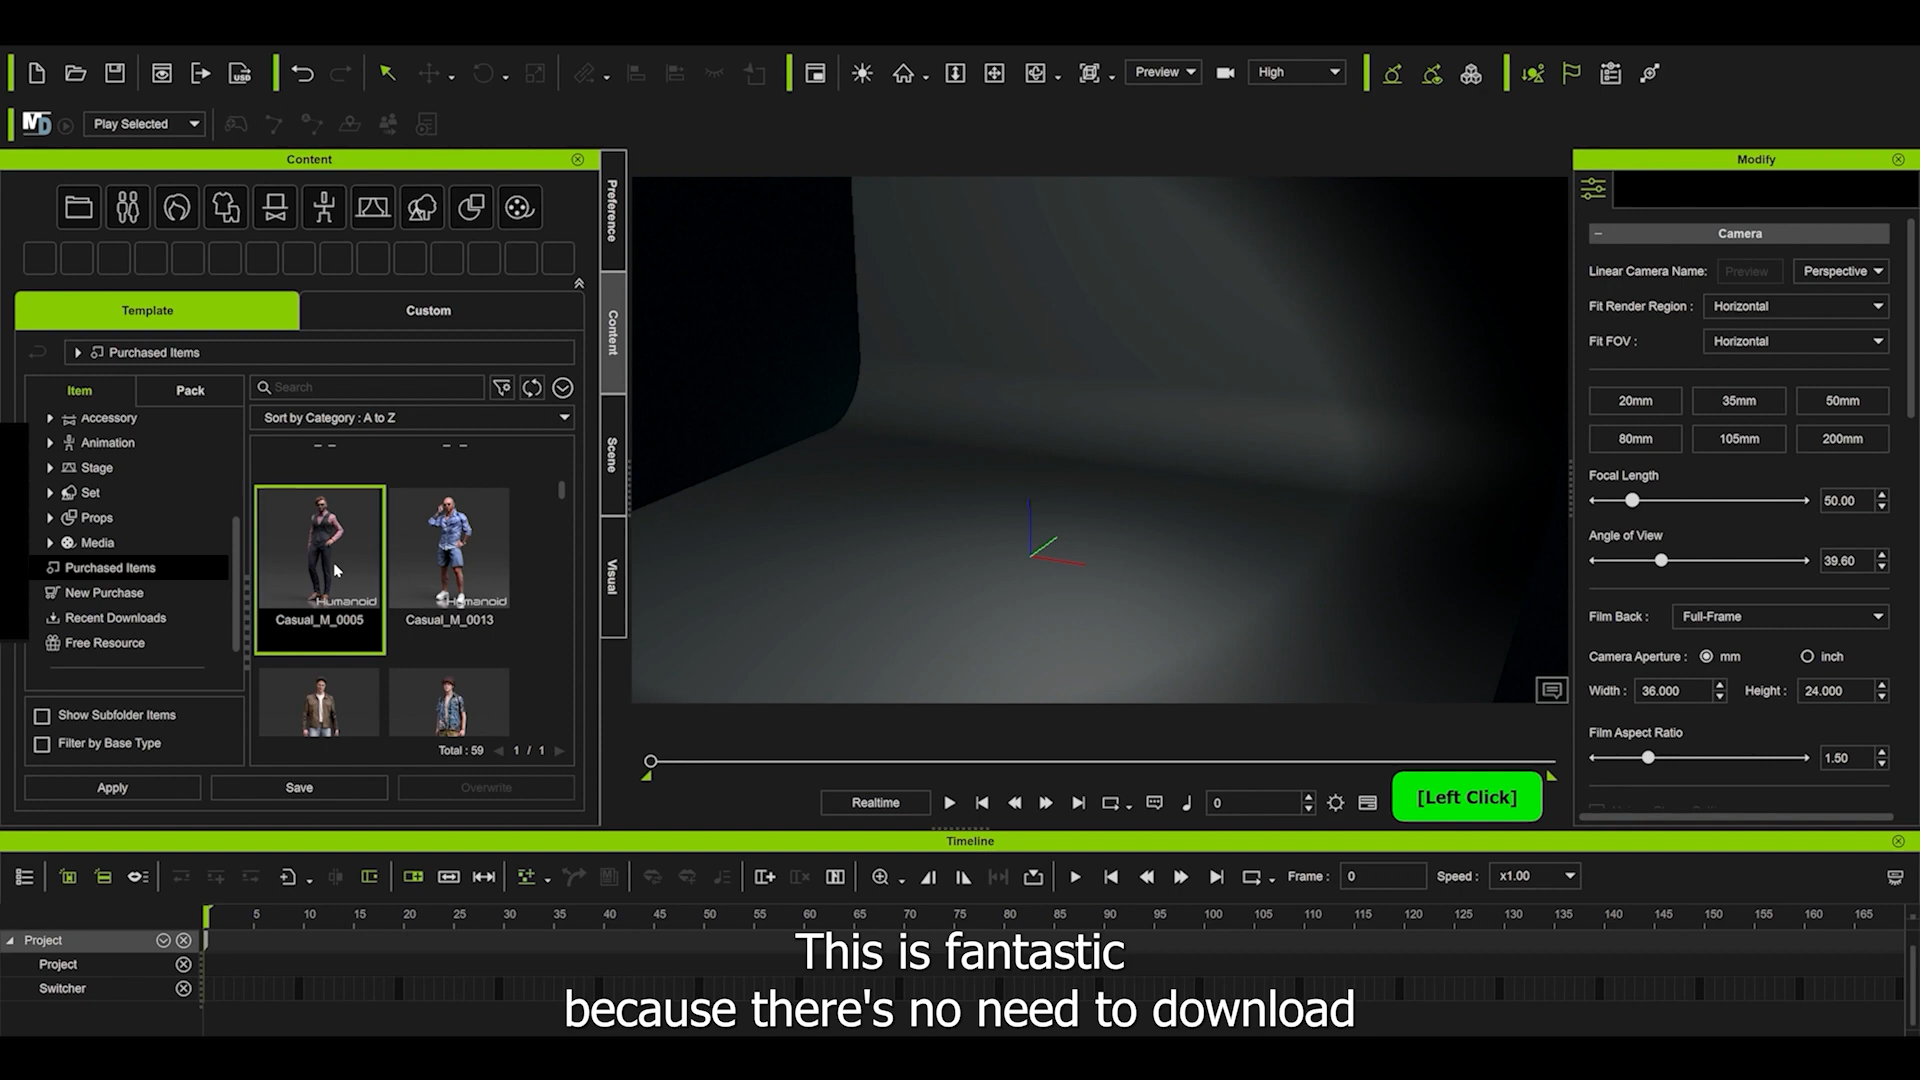 USD
Preview
High
MD
Play Selected
Content
Modify
Preference
Content
Scene
Visual
Template
Custom
Purchased Items
Item
Pack
Search
Sort by Category : A to Z
Accessory
Animation
Stage
Set
Props
Media
Purchased Items
New Purchase
Recent Downloads
Free Resource
Humanoid
Casual_M_0005
Humanoid
Casual_M_0013
Show Subfolder Items
Filter by Base Type
Total : 59
1 / 1
Apply
Save
Overwrite
Camera
Linear Camera Name:
Preview
Perspective
Fit Render Region :
Horizontal
Fit FOV :
Horizontal
20mm
35mm
50mm
80mm
105mm
200mm
Focal Length
50.00
Angle of View
39.60
Film Back :
Full-Frame
Camera Aperture :
mm
inch
Width :
36.000
Height :
24.000
Film Aspect Ratio
1.50
Realtime
0
[Left Click]
Timeline
Frame :
0
Speed :
x1.00
5 10 15 20 25 30 35 40 45 50 55 60 65 70 75 80 85 90 95 100 105 110 115 120 125 130 135 140 145 150 155 160 165
Project
Project
Switcher
This is fantastic
because there's no need to download